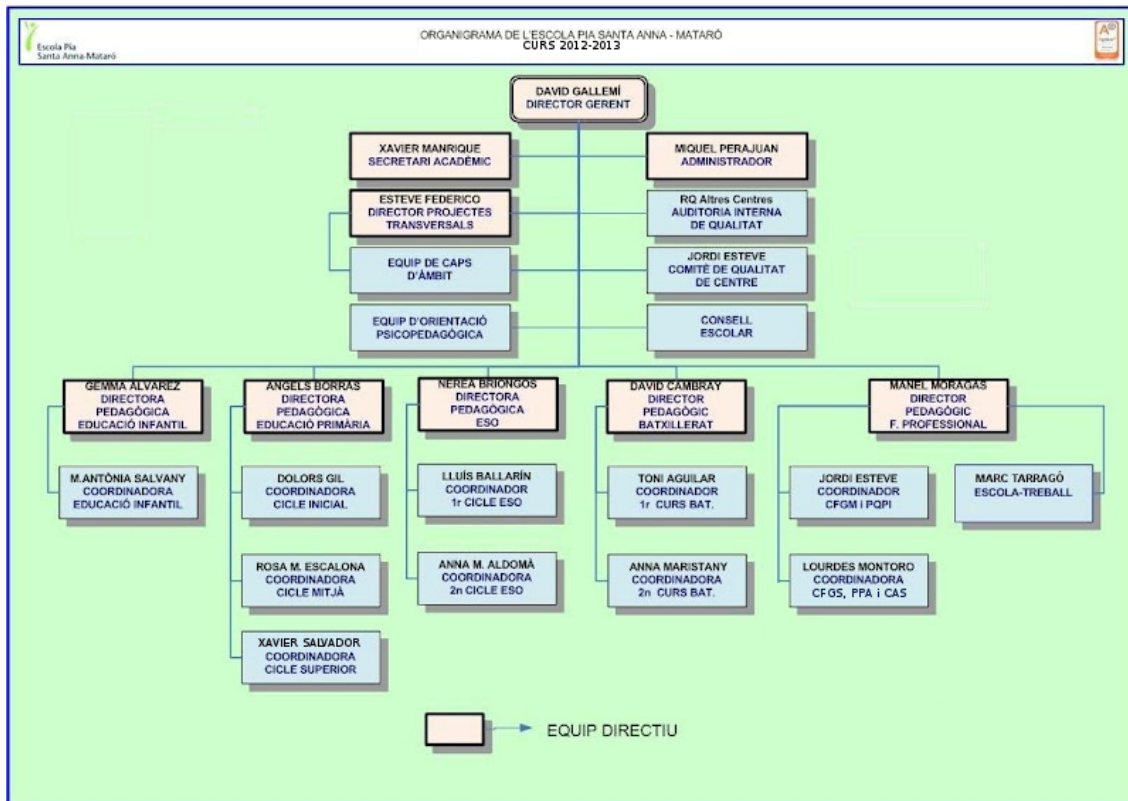 Escola Pia
Santa Anna-Mataró
ORGANIGRAMA DE L'ESCOLA PIA SANTA ANNA - MATARÓ
CURS 2012-2013
DAVID GALLEMÍ
DIRECTOR GERENT
XAVIER MANRIQUE
SECRETARI ACADÈMIC
MIQUEL PERAJUAN
ADMINISTRADOR
ESTEVE FEDERICO
DIRECTOR PROJECTES
TRANSVERSALS
RQ Altres Centres
AUDITORIA INTERNA
DE QUALITAT
EQUIP DE CAPS
D'ÀMBIT
JORDI ESTEVE
COMITÈ DE QUALITAT
DE CENTRE
EQUIP D'ORIENTACIÓ
PSICOPEDAGÒGICA
CONSELL
ESCOLAR
GEMMA ÀLVAREZ
DIRECTORA
PEDAGÒGICA
EDUCACIÓ INFANTIL
ÀNGELS BORRÀS
DIRECTORA
PEDAGÒGICA
EDUCACIÓ PRIMÀRIA
NEREA BRIONGOS
DIRECTORA
PEDAGÒGICA
ESO
DAVID CAMBRAY
DIRECTOR
PEDAGÒGIC
BATXILLERAT
MANEL MORAGAS
DIRECTOR
PEDAGÒGIC
F. PROFESSIONAL
M.ANTÒNIA SALVANY
COORDINADORA
EDUCACIÓ INFANTIL
DOLORS GIL
COORDINADORA
CICLE INICIAL
LLUÍS BALLARÍN
COORDINADOR
1r CICLE ESO
TONI AGUILAR
COORDINADOR
1r CURS BAT.
JORDI ESTEVE
COORDINADOR
CFGM i PQPI
MARC TARRAGÓ
ESCOLA-TREBALL
ROSA M. ESCALONA
COORDINADORA
CICLE MITJÀ
ANNA M. ALDOMÀ
COORDINADORA
2n CICLE ESO
ANNA MARISTANY
COORDINADORA
2n CURS BAT.
LOURDES MONTORO
COORDINADORA
CFGS, PPA i CAS
XAVIER SALVADOR
COORDINADORA
CICLE SUPERIOR
EQUIP DIRECTIU